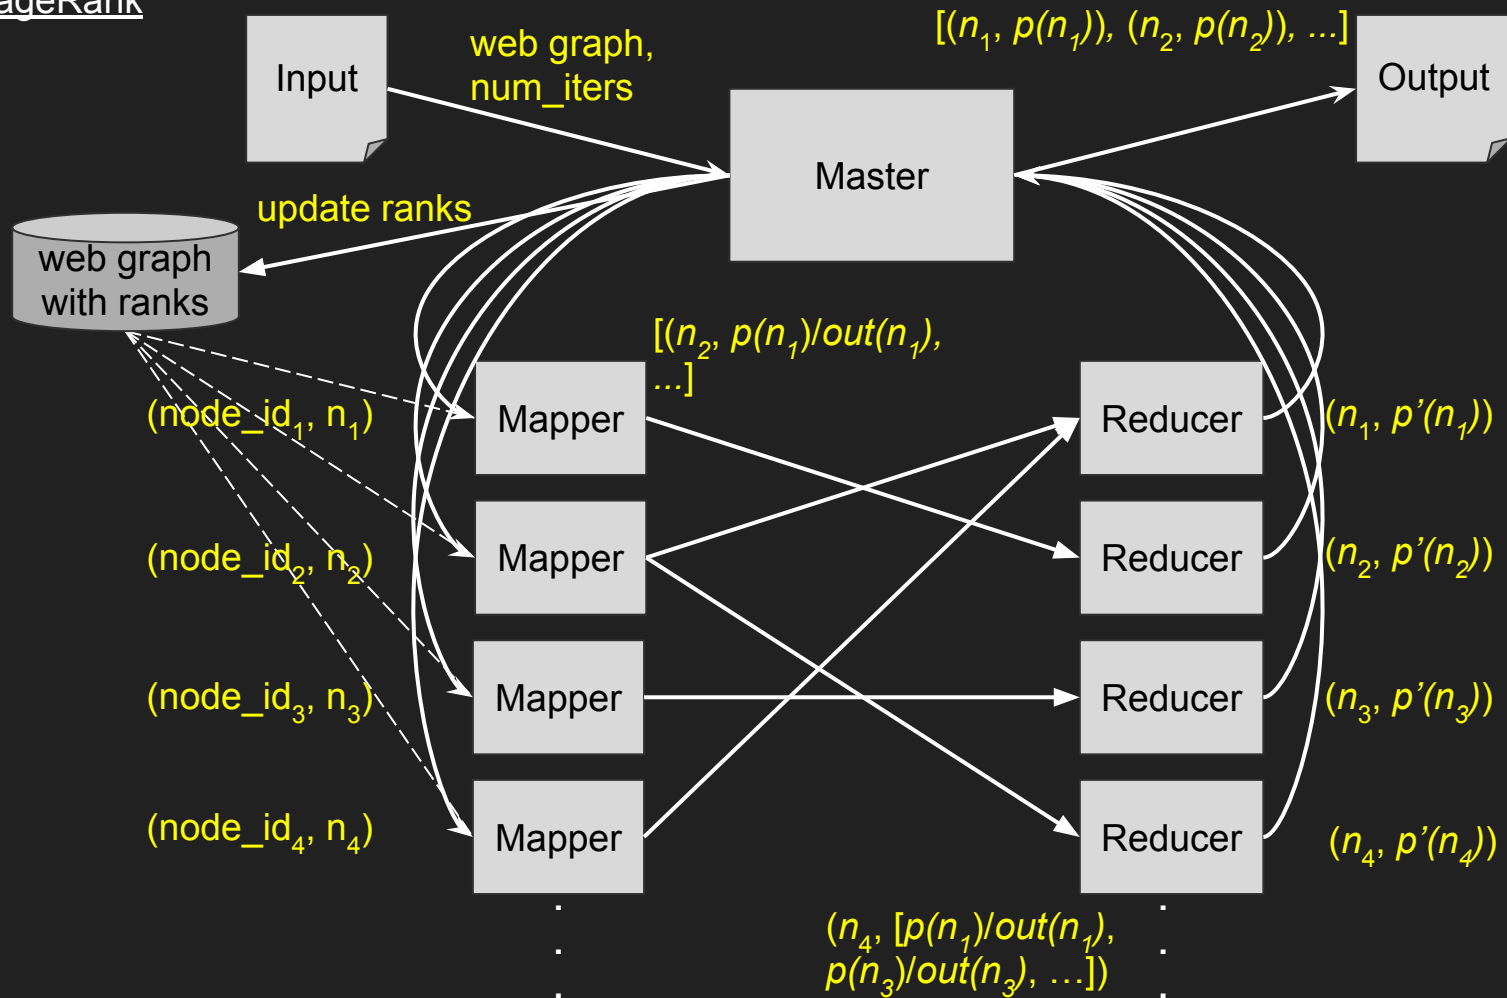 ageRank
Input
web graph,
num_iters
[(n₁, p(n₁)), (n₂, p(n₂)), ...]
Output
Master
update ranks
web graph
with ranks
[(n₂, p(n₁)/out(n₁),
...]
(node_id₁, n₁)
Mapper
Reducer
(n₁, p’(n₁))
(node_id₂, n₂)
Mapper
Reducer
(n₂, p’(n₂))
(node_id₃, n₃)
Mapper
Reducer
(n₃, p’(n₃))
(node_id₄, n₄)
Mapper
Reducer
(n₄, p’(n₄))
(n₄, [p(n₁)/out(n₁),
p(n₃)/out(n₃), …])